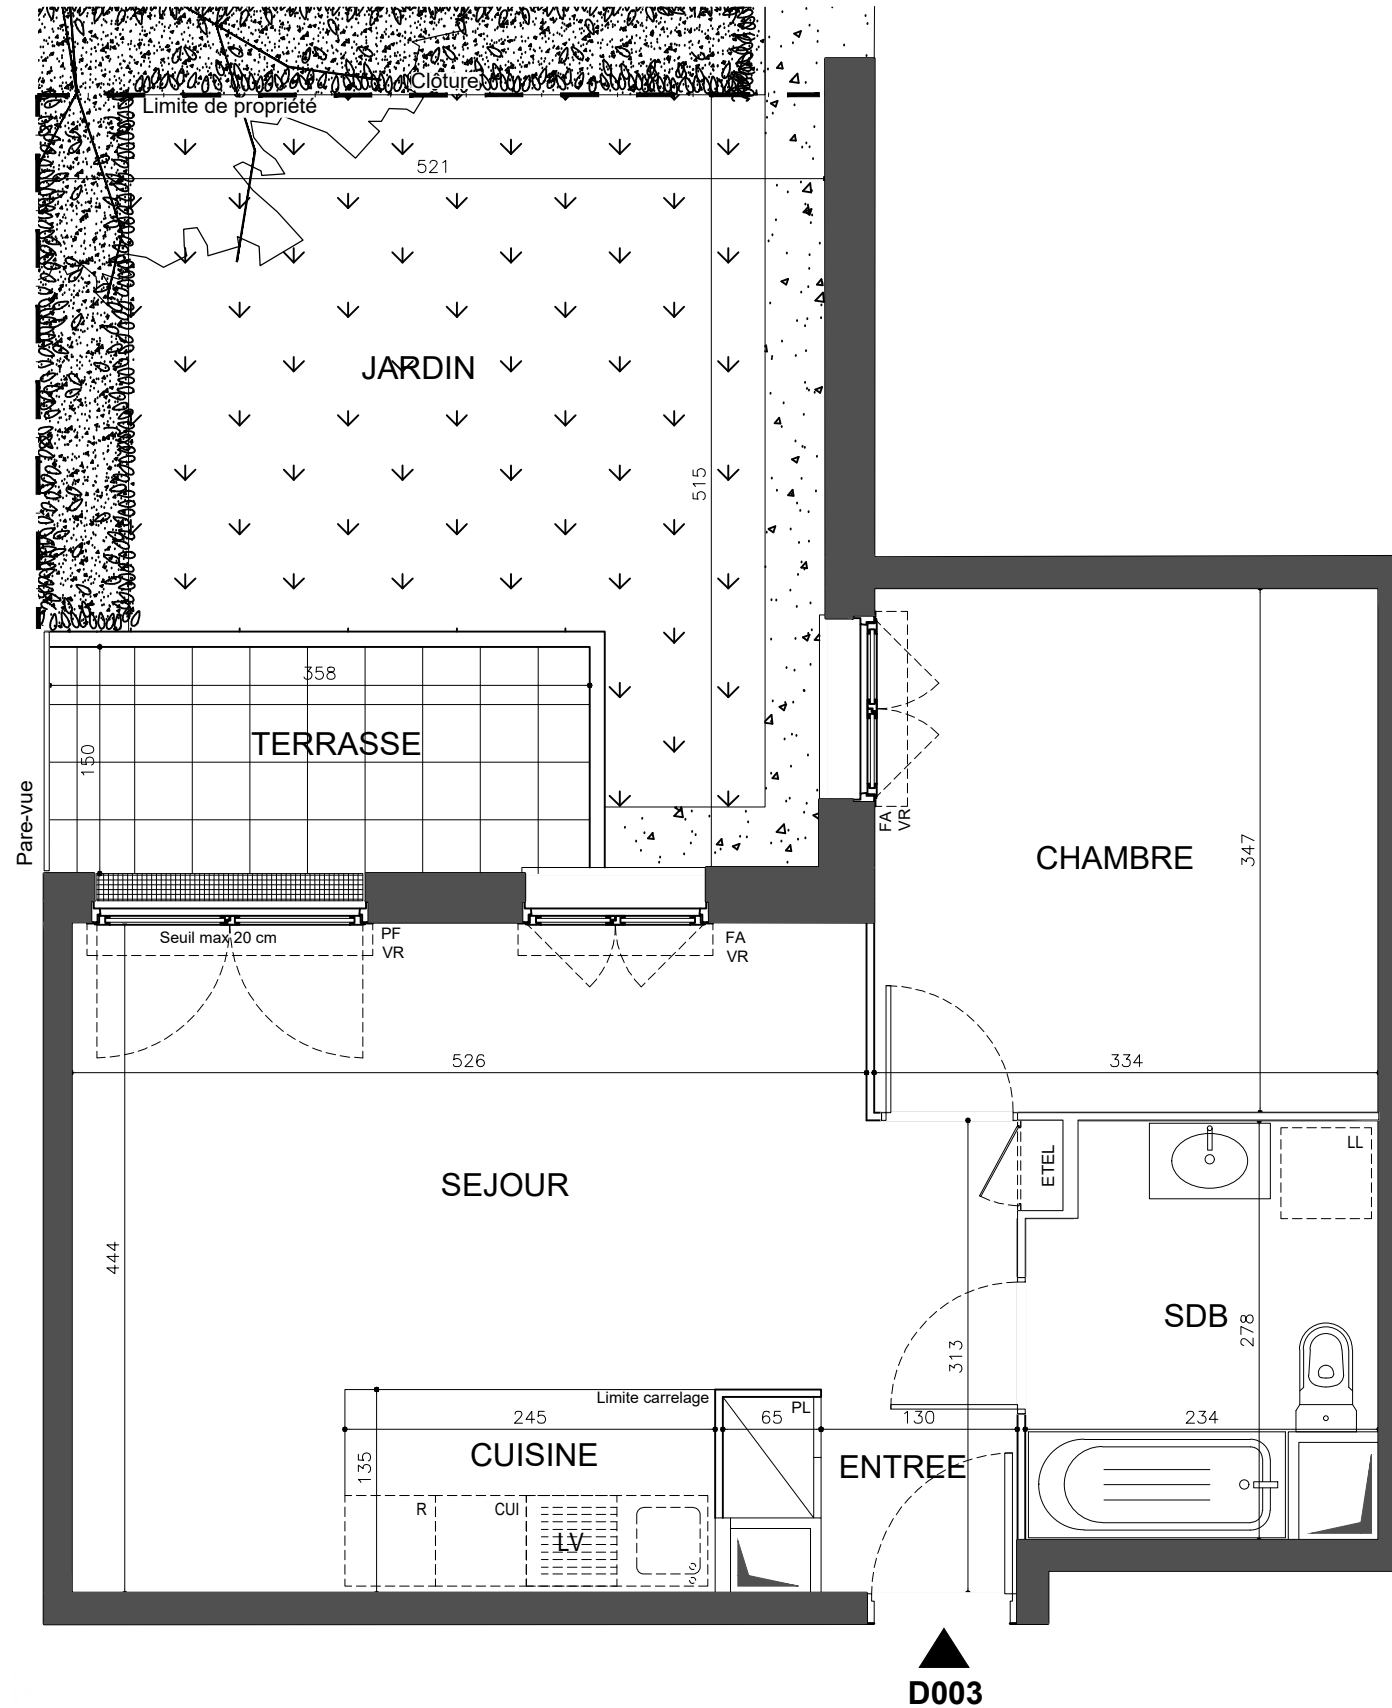 Clôture
Limite de propriété
521
JARDIN
515
358
TERRASSE
150
Pare-vue
FA
VR
CHAMBRE
347
Seuil max 20 cm
PF
VR
FA
VR
526
334
ETEL
LL
SEJOUR
444
313
SDB
278
Limite carrelage
245
65
PL
130
234
135
CUISINE
ENTREE
R
CUI
LV
D003